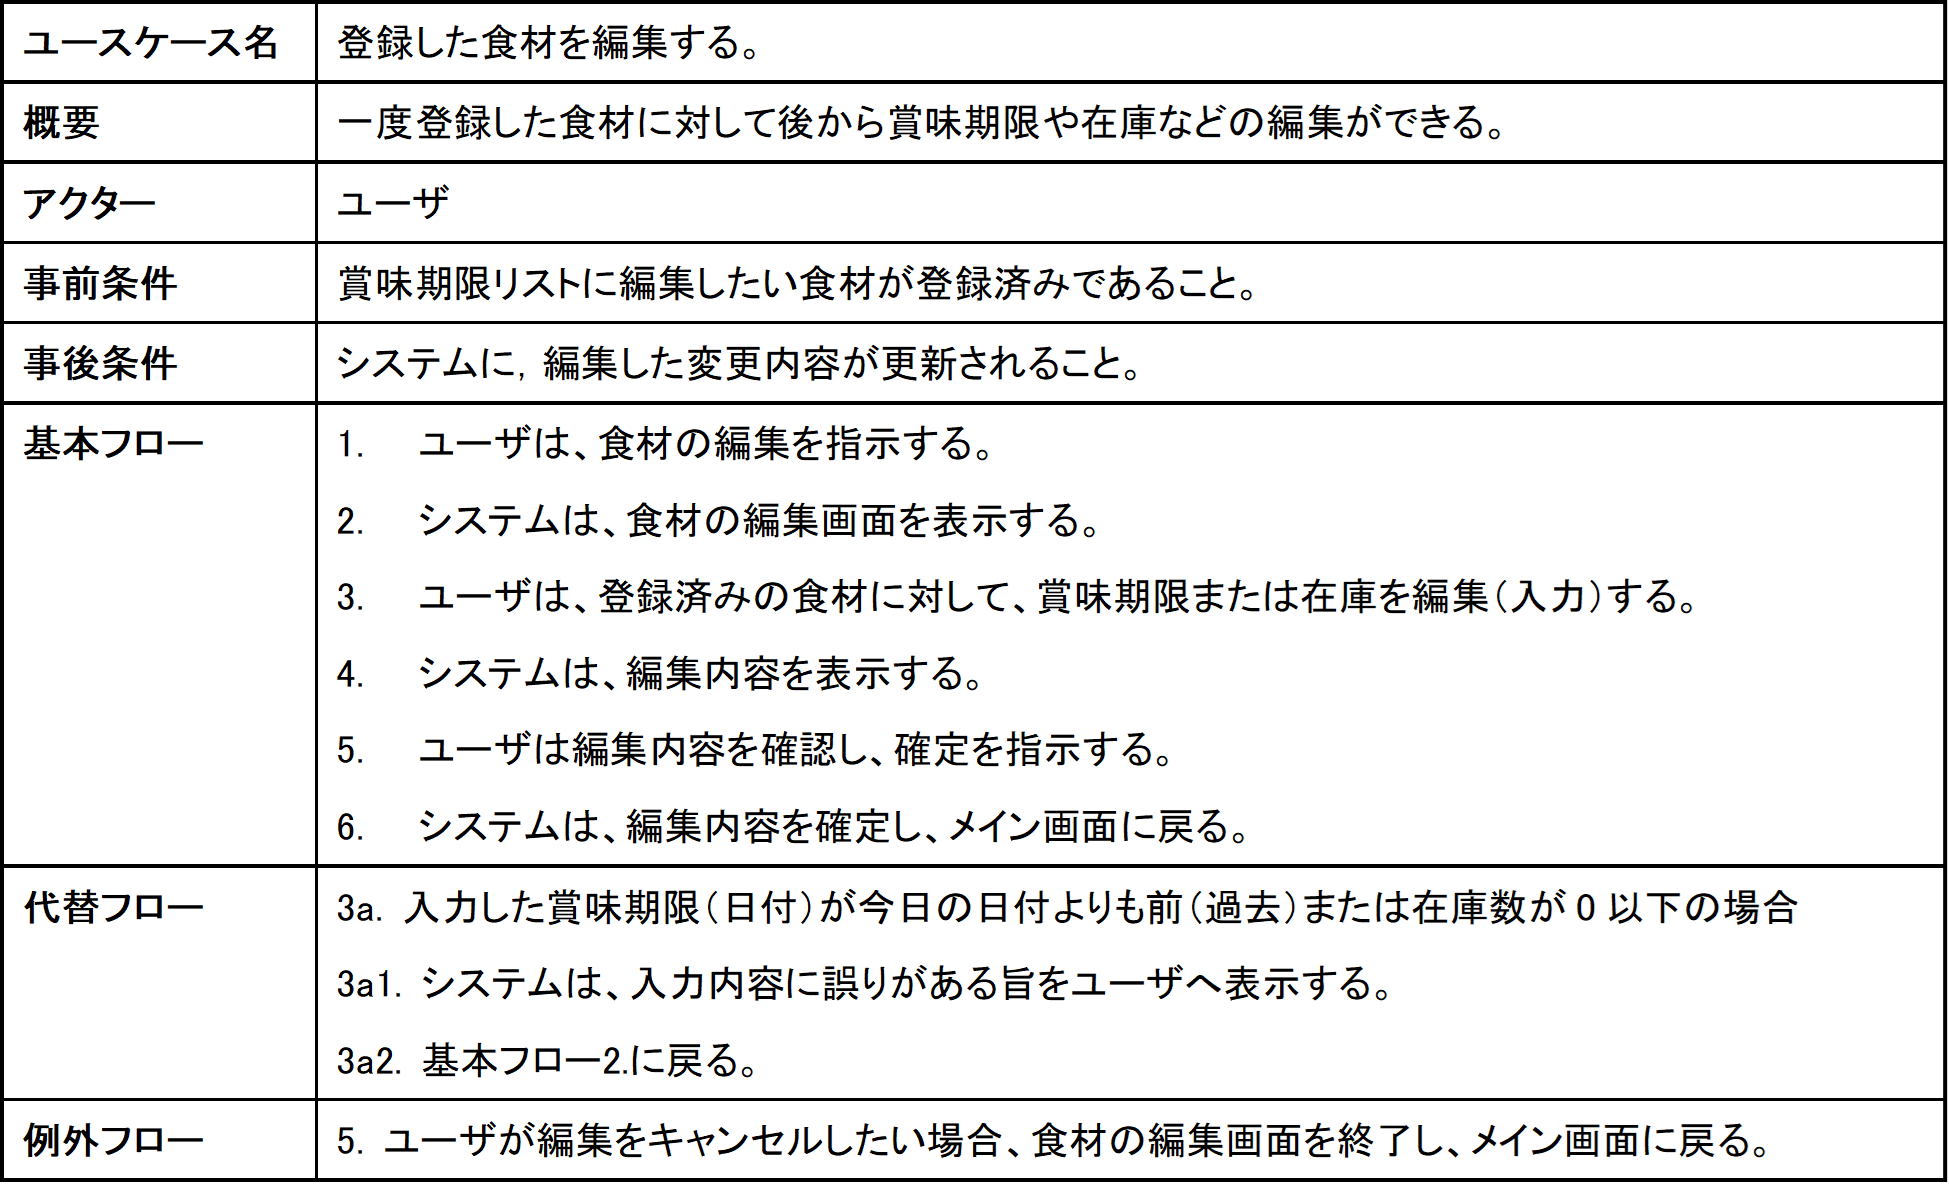 ユースケース名 登録した食材を編集する。
概要 一度登録した食材に対して後から賞味期限や在庫などの編集ができる。
アクター ユーザ
事前条件 賞味期限リストに編集したい食材が登録済みであること。
事後条件 システムに，編集した変更内容が更新されること。
基本フロー 1. ユーザは、食材の編集を指示する。
2. システムは、食材の編集画面を表示する。
3. ユーザは、登録済みの食材に対して、賞味期限または在庫を編集（入力）する。
4. システムは、編集内容を表示する。
5. ユーザは編集内容を確認し、確定を指示する。
6. システムは、編集内容を確定し、メイン画面に戻る。
代替フロー 3a. 入力した賞味期限（日付）が今日の日付よりも前（過去）または在庫数が 0 以下の場合
3a1. システムは、入力内容に誤りがある旨をユーザへ表示する。
3a2. 基本フロー2.に戻る。
例外フロー 5. ユーザが編集をキャンセルしたい場合、食材の編集画面を終了し、メイン画面に戻る。